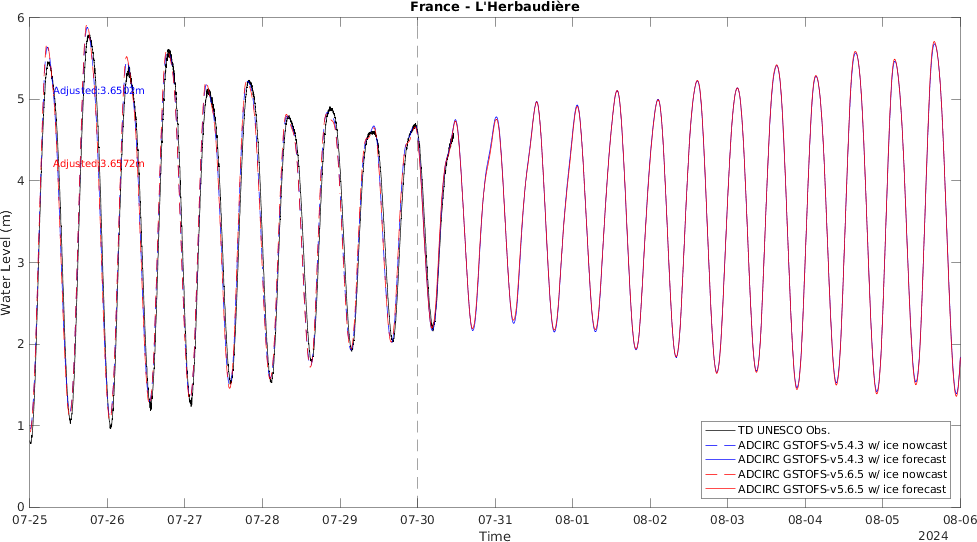 France - L'Herbaudière
6
5
4
3
2
1
0
Water Level (m)
Adjusted:3.6502m
Adjusted:3.6572m
TD UNESCO Obs.
ADCIRC GSTOFS-v5.4.3 w/ ice nowcast
ADCIRC GSTOFS-v5.4.3 w/ ice forecast
ADCIRC GSTOFS-v5.6.5 w/ ice nowcast
ADCIRC GSTOFS-v5.6.5 w/ ice forecast
07-25 07-26 07-27 07-28 07-29 07-30 07-31 08-01 08-02 08-03 08-04 08-05 08-06
Time
2024